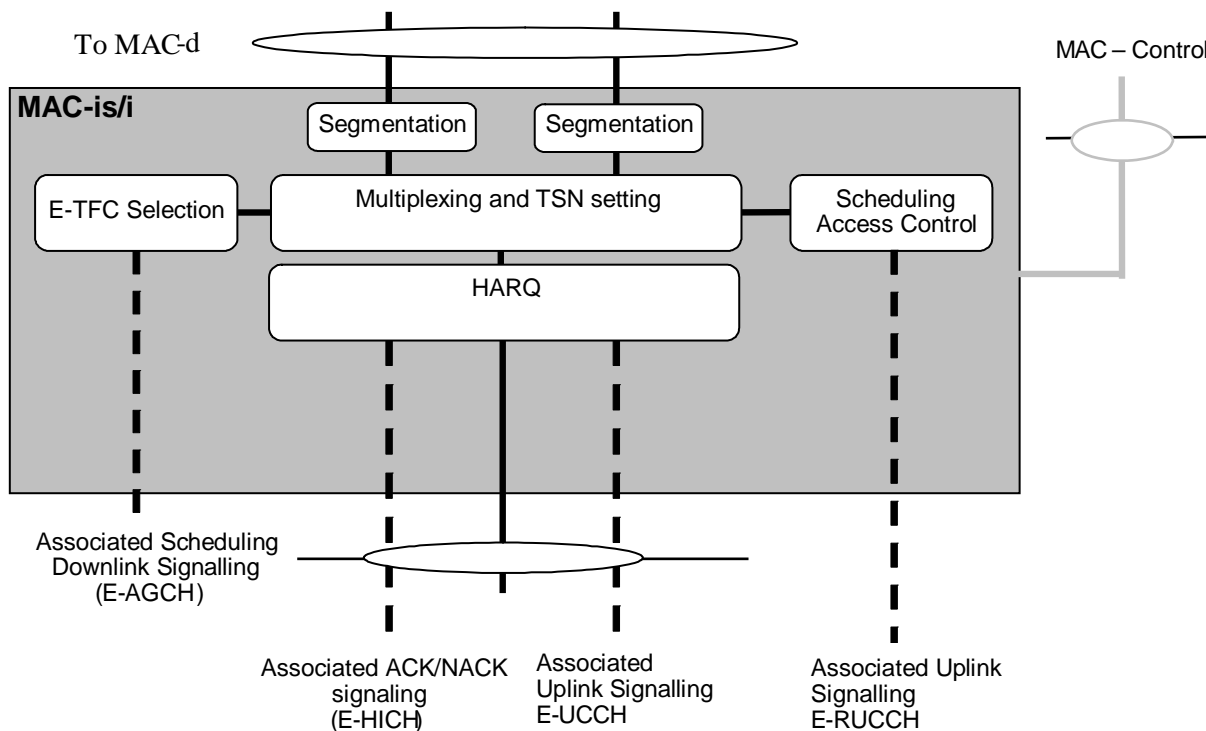 To MAC-d
MAC – Control
MAC-is/i
Segmentation
Segmentation
E-TFC Selection
Multiplexing and TSN setting
Scheduling
Access Control
HARQ
Associated Scheduling
Downlink Signalling
(E-AGCH)
Associated ACK/NACK
signaling
(E-HICH)
Associated
Uplink Signalling
E-UCCH
Associated Uplink
Signalling
E-RUCCH